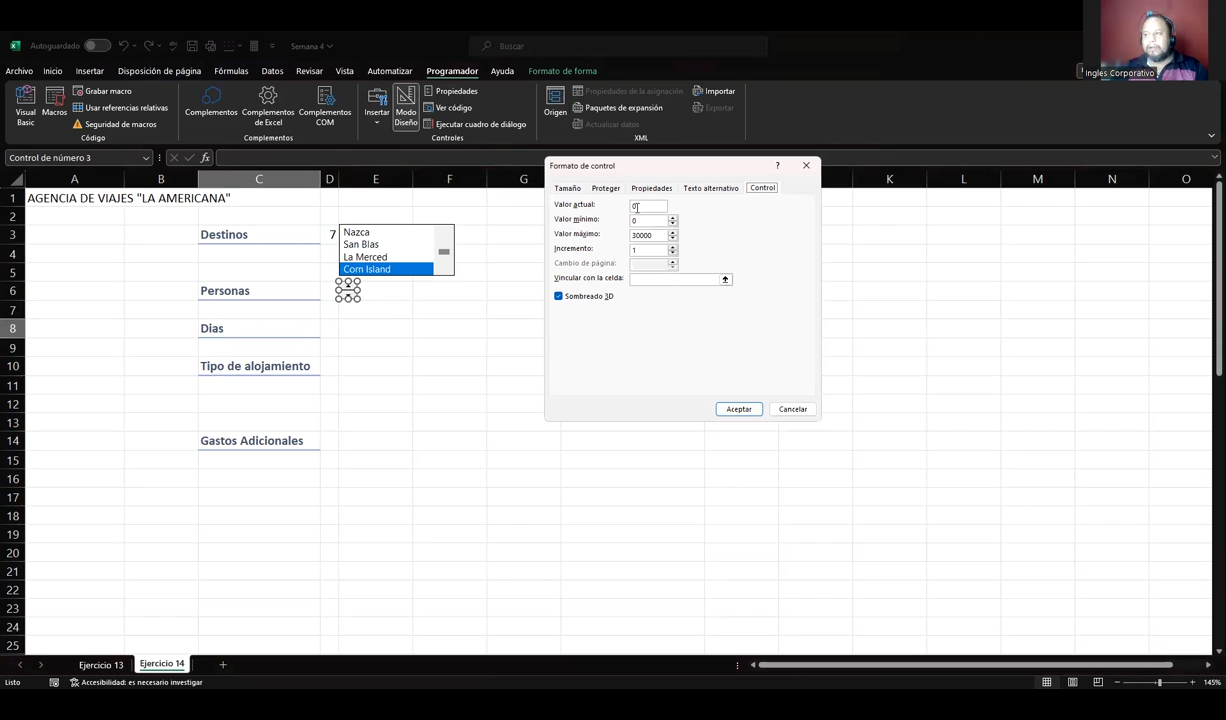 Autoguardado
Semana 4
Buscar
Ingles Corporativo
Archivo Inicio Insertar Disposición de página Fórmulas Datos Revisar Vista Automatizar Programador Ayuda Formato de forma
Visual Basic
Macros
Grabar macro
Usar referencias relativas
Seguridad de macros
Código
Complementos
Complementos de Excel
Complementos COM
Complementos
Insertar
Modo Diseño
Propiedades
Ver código
Ejecutar cuadro de diálogo
Controles
Origen
Propiedades de la asignación
Paquetes de expansión
Actualizar datos
Importar
Exportar
XML
Control de número 3
fx
A B C D E F G K L M N O
1 AGENCIA DE VIAJES "LA AMERICANA"
2
3 Destinos 7
Nazca
San Blas
La Merced
Corn Island
4
5
6 Personas
7
8 Dias
9
10 Tipo de alojamiento
11
12
13
14 Gastos Adicionales
15
16
17
18
19
20
21
22
23
24
25
Formato de control ?
Tamaño Proteger Propiedades Texto alternativo Control
Valor actual: 0
Valor mínimo: 0
Valor máximo: 30000
Incremento: 1
Cambio de página:
Vincular con la celda:
Sombreado 3D
Aceptar Cancelar
Ejercicio 13 Ejercicio 14
Listo Accesibilidad: es necesario investigar 145%